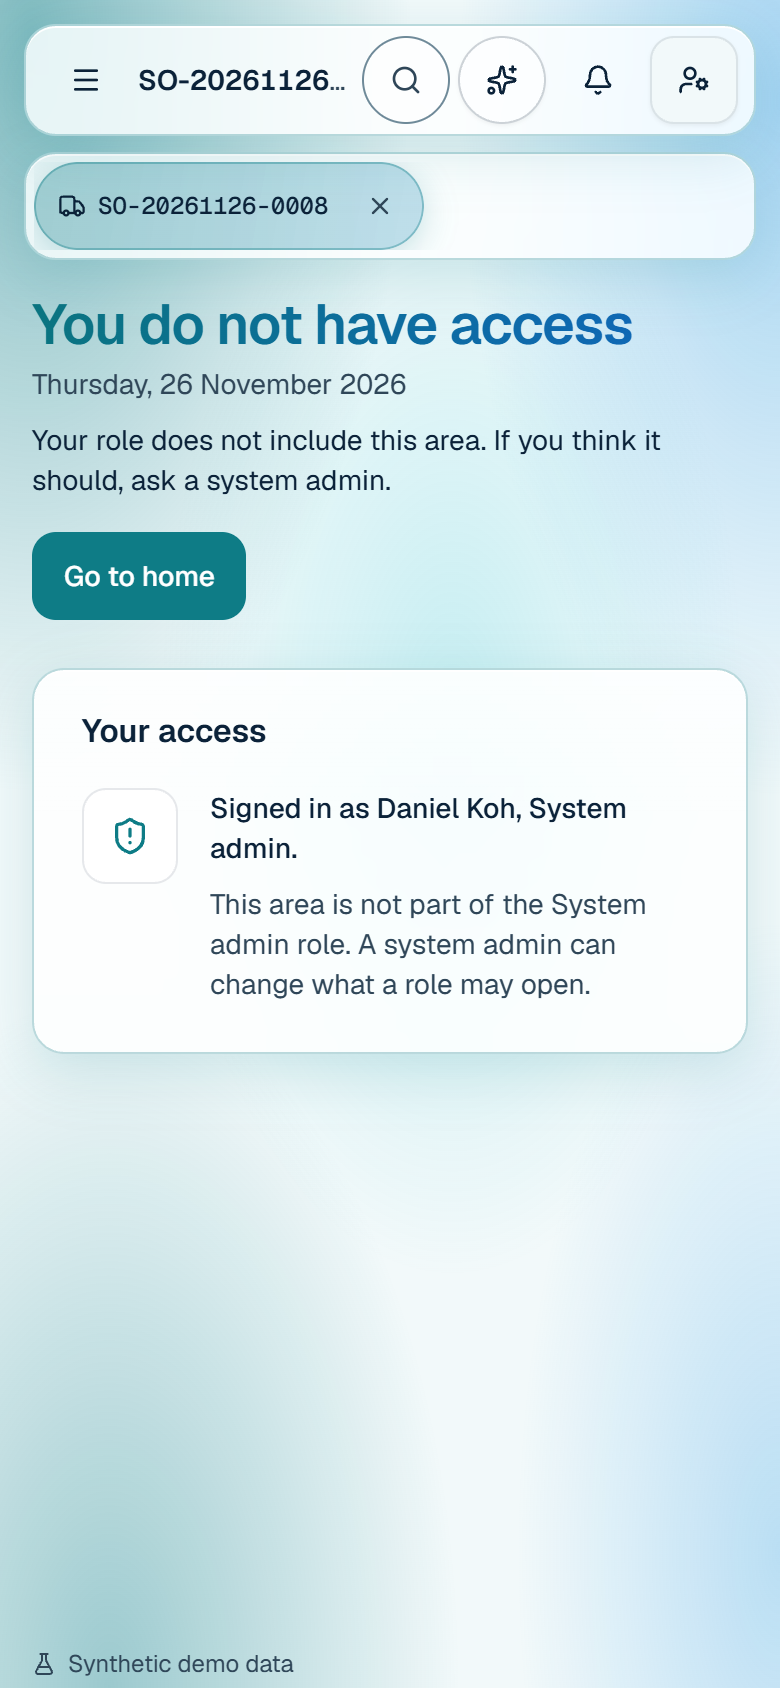 SO-20261126...
SO-20261126-0008
You do not have access
Thursday, 26 November 2026
Your role does not include this area. If you think it
should, ask a system admin.
Go to home
Your access
Signed in as Daniel Koh, System
admin.
This area is not part of the System
admin role. A system admin can
change what a role may open.
Synthetic demo data